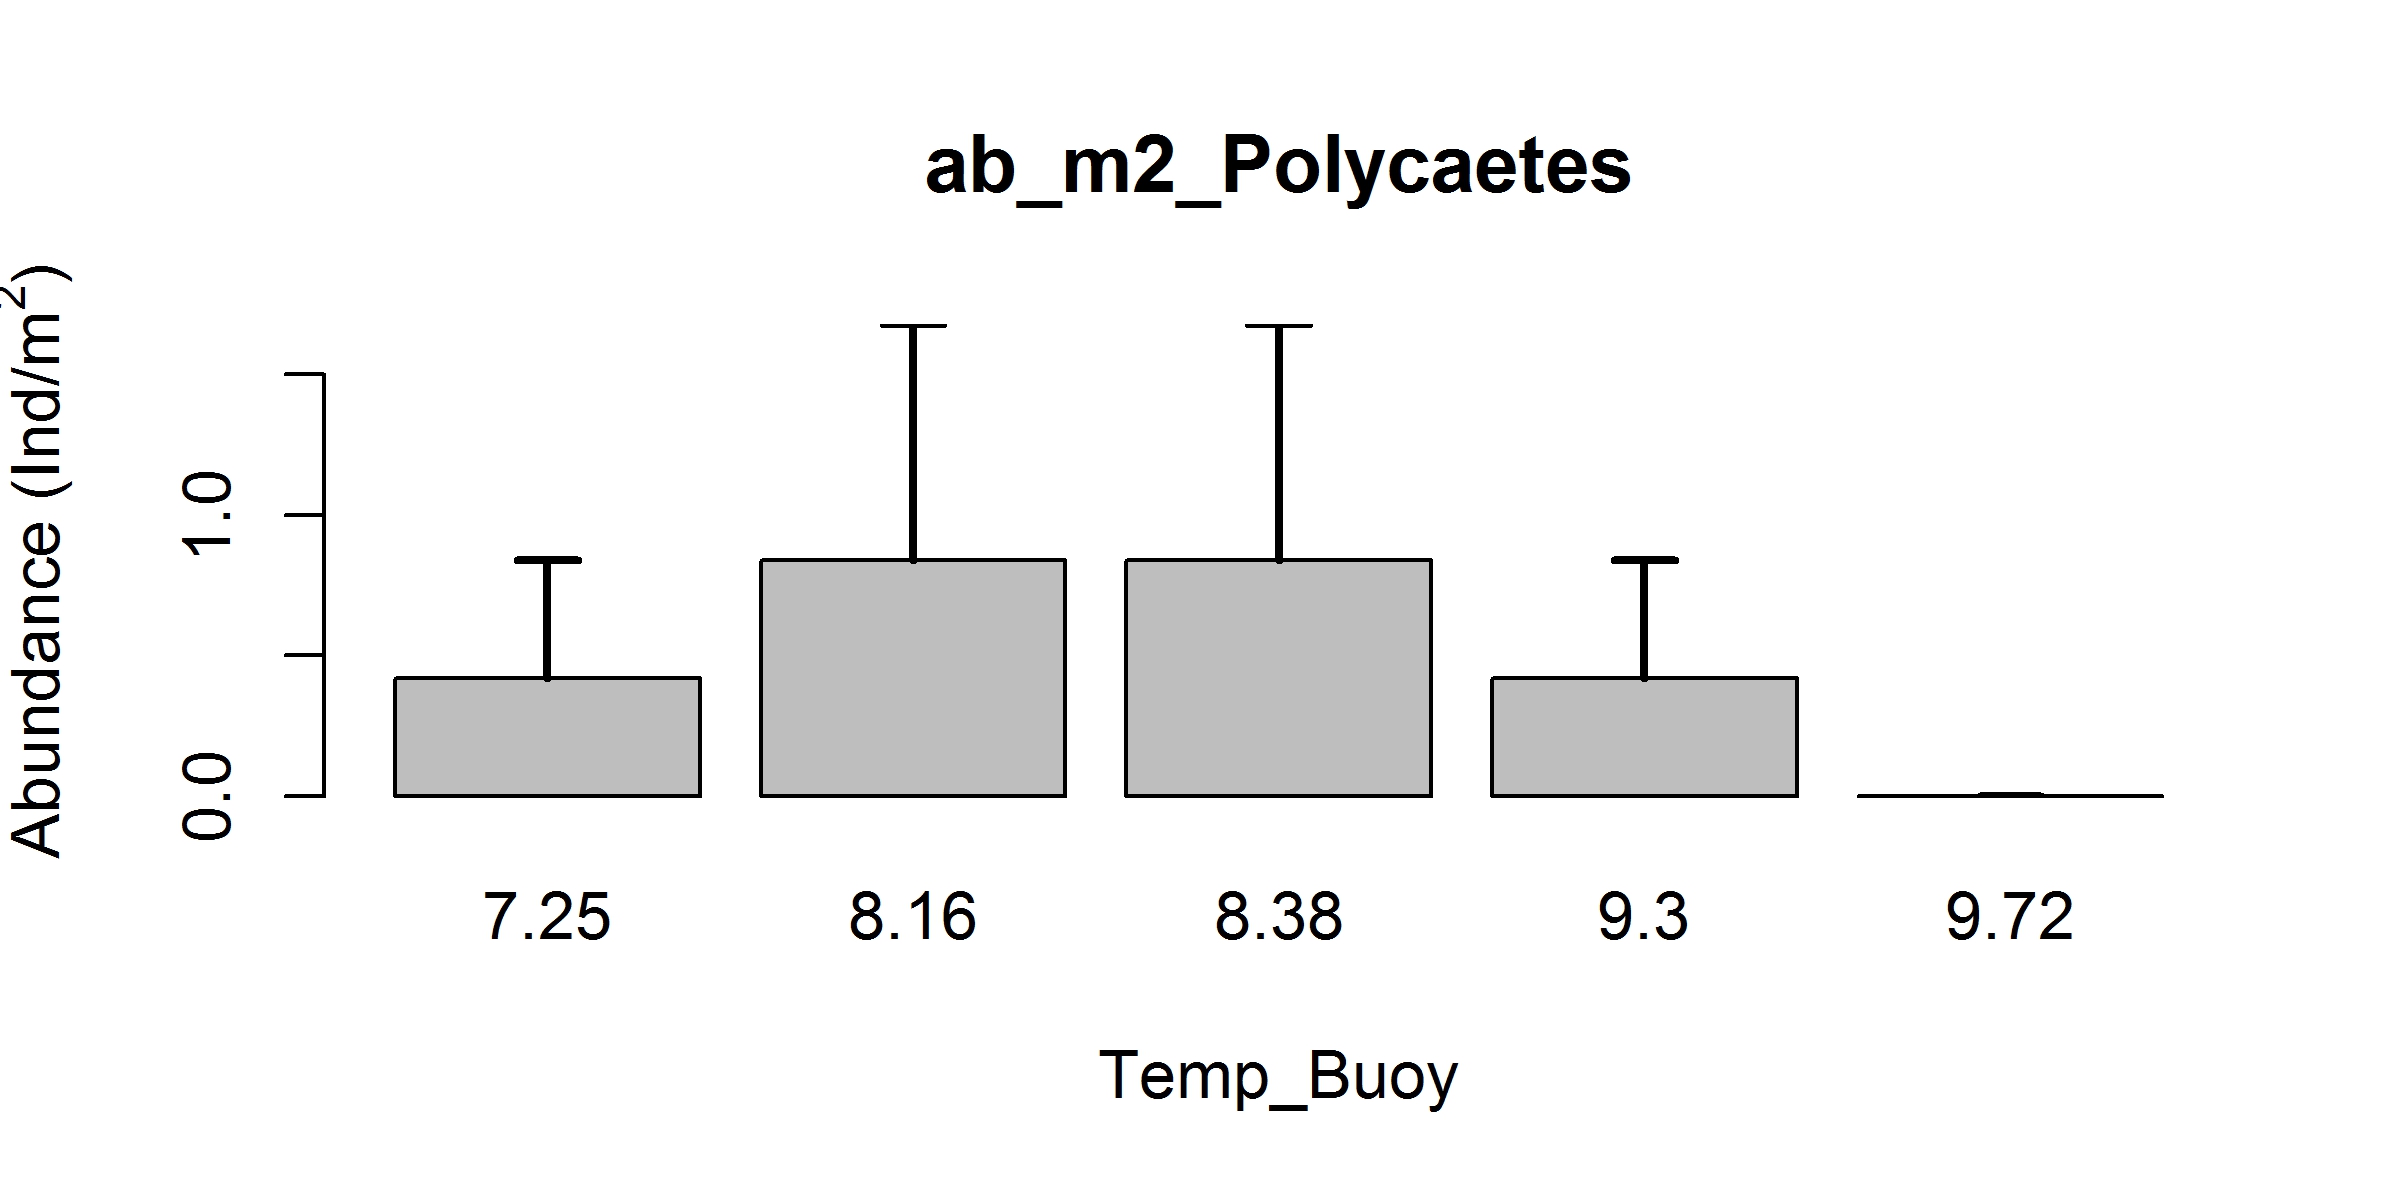 ab_m2_Polycaetes
Abundance (Ind/m²)
1.0
0.0
7.25 8.16 8.38 9.3 9.72
Temp_Buoy